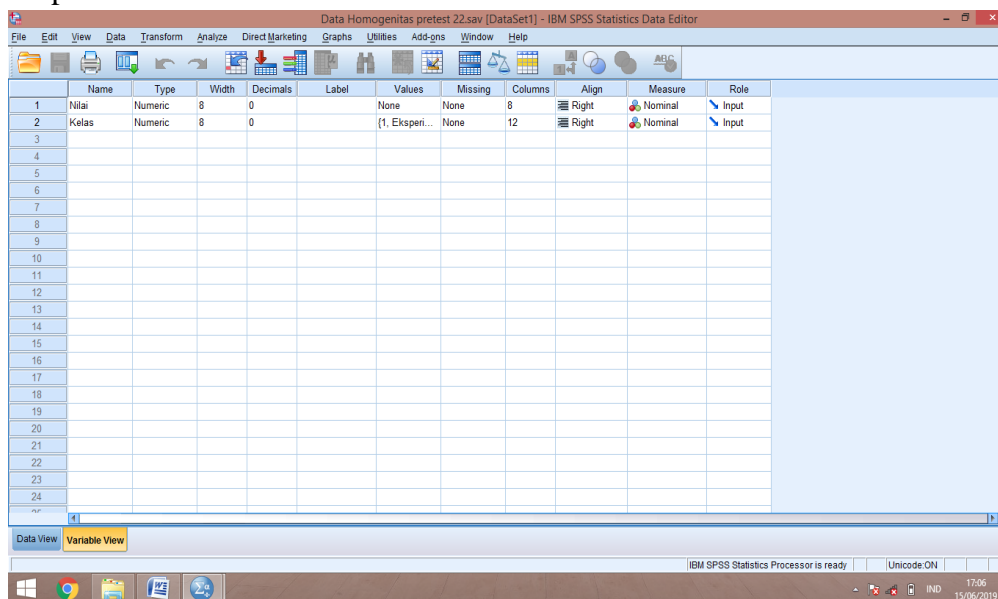 Data Homogenitas pretest 22.sav [DataSet1] - IBM SPSS Statistics Data Editor
File Edit View Data Transform Analyze Direct Marketing Graphs Utilities Add-ons Window Help
Name Type Width Decimals Label Values Missing Columns Align Measure Role
1 Nilai Numeric 8 0 None None 8 Right Nominal Input
2 Kelas Numeric 8 0 {1, Eksperi... None 12 Right Nominal Input
3
4
5
6
7
8
9
10
11
12
13
14
15
16
17
18
19
20
21
22
23
24
Data View Variable View
IBM SPSS Statistics Processor is ready Unicode:ON
IND 17:06
15/06/2019